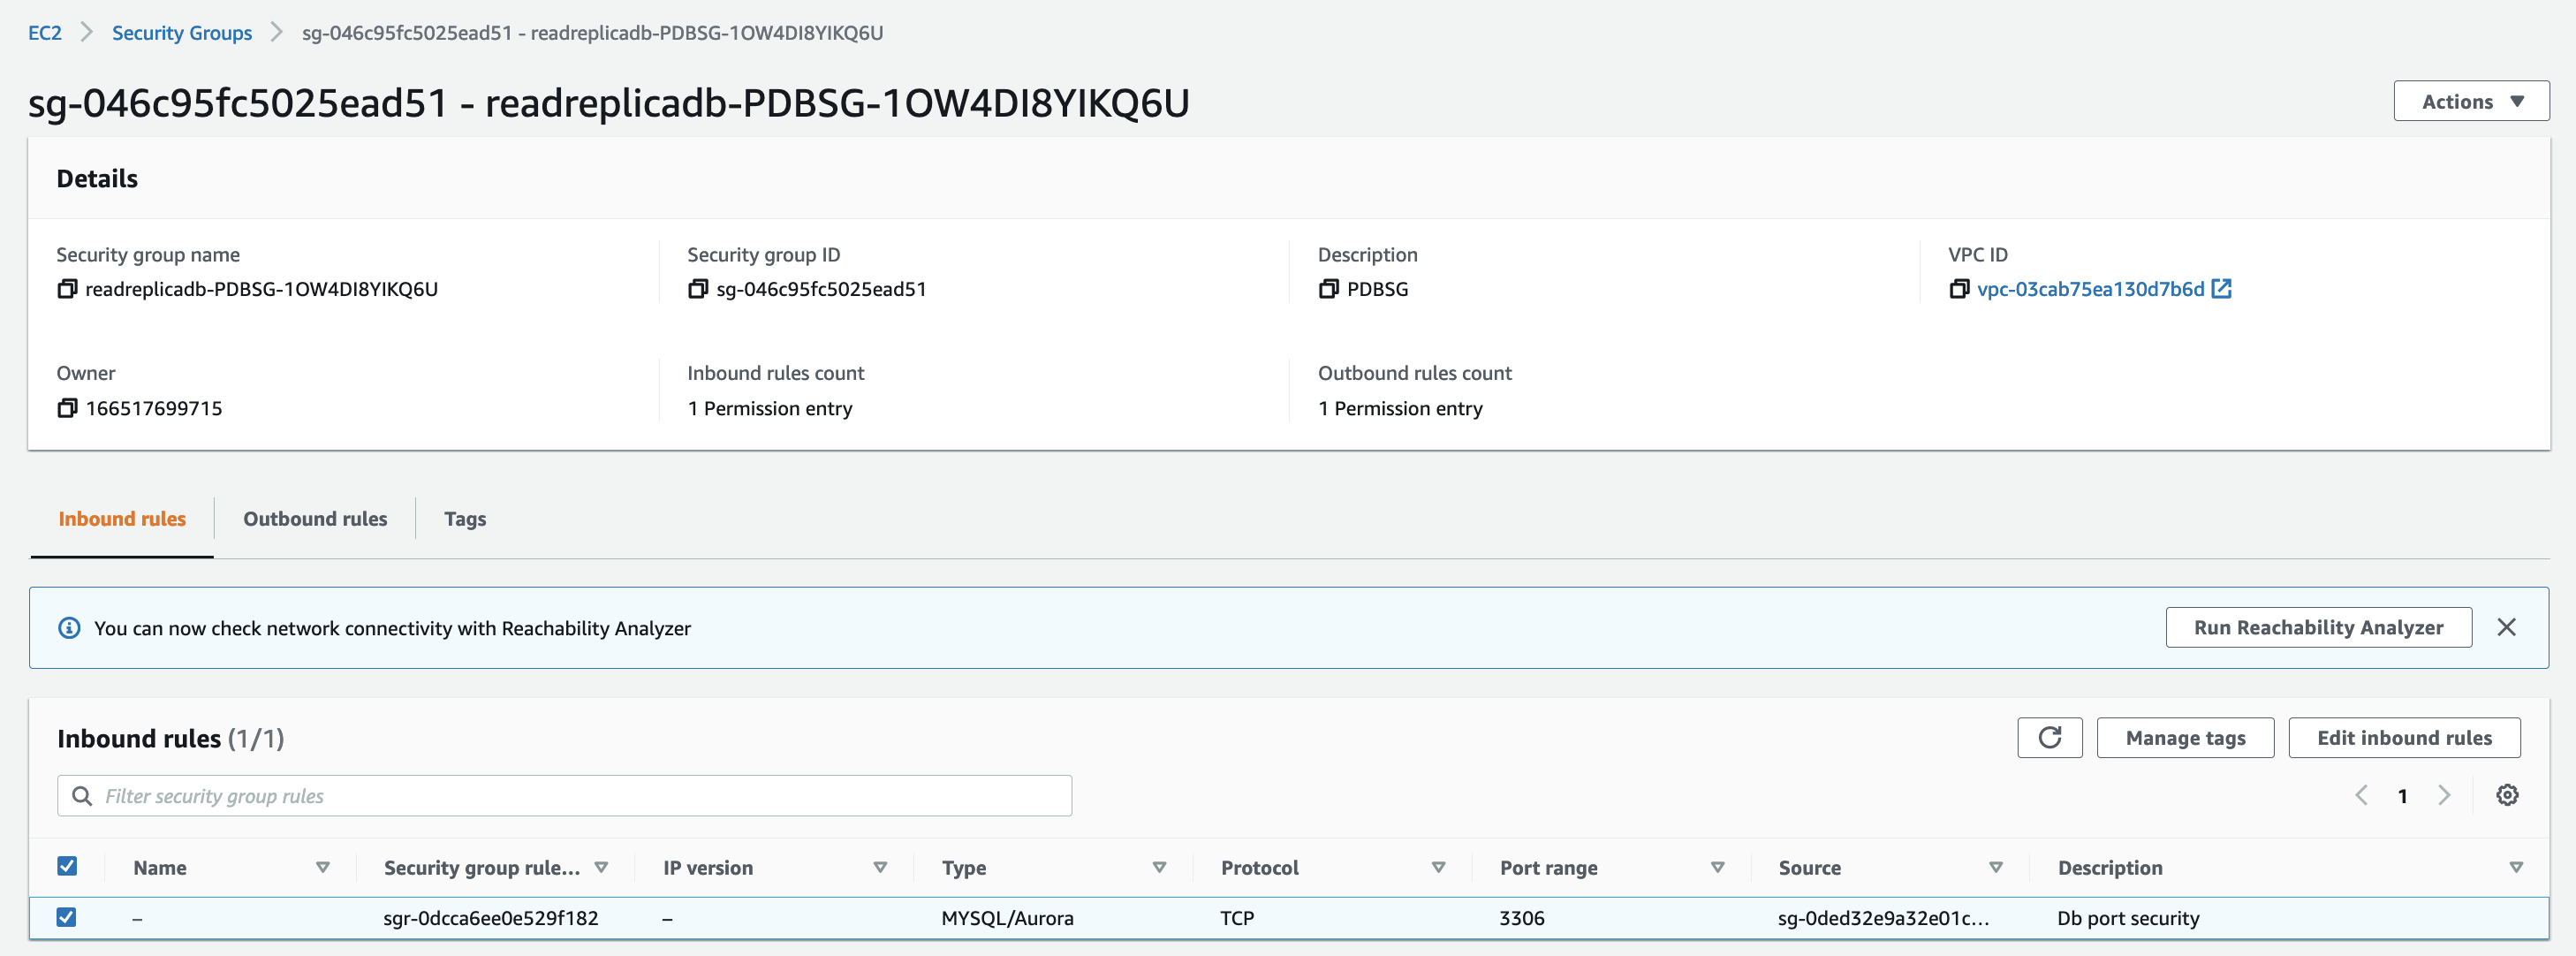 EC2 > Security Groups > sg-046c95fc5025ead51 - readreplicadb-PDBSG-1OW4DI8YIKQ6U
sg-046c95fc5025ead51 - readreplicadb-PDBSG-1OW4DI8YIKQ6U Actions
Details
Security group name Security group ID Description VPC ID
readreplicadb-PDBSG-1OW4DI8YIKQ6U sg-046c95fc5025ead51 PDBSG vpc-03cab75ea130d7b6d
Owner Inbound rules count Outbound rules count
166517699715 1 Permission entry 1 Permission entry
Inbound rules Outbound rules Tags
You can now check network connectivity with Reachability Analyzer Run Reachability Analyzer
Inbound rules (1/1) Manage tags Edit inbound rules
Filter security group rules 1
Name Security group rule... IP version Type Protocol Port range Source Description
– sgr-0dcca6ee0e529f182 – MYSQL/Aurora TCP 3306 sg-0ded32e9a32e01c... Db port security